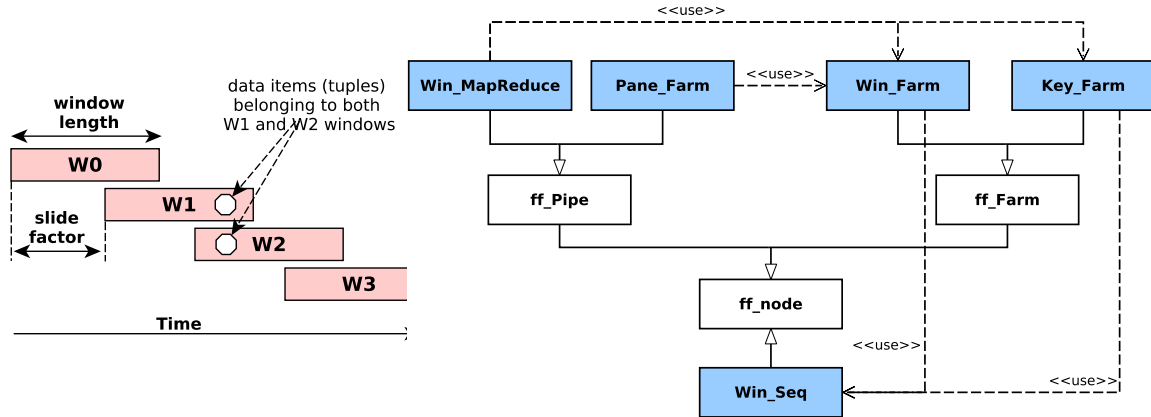 data items (tuples)
belonging to both
W1 and W2 windows
window
length
W0
W1
slide
factor
W2
W3
Time
<<use>>
Win_MapReduce
Pane_Farm
<<use>>
Win_Farm
Key_Farm
ff_Pipe
ff_Farm
ff_node
<<use>>
<<use>>
Win_Seq